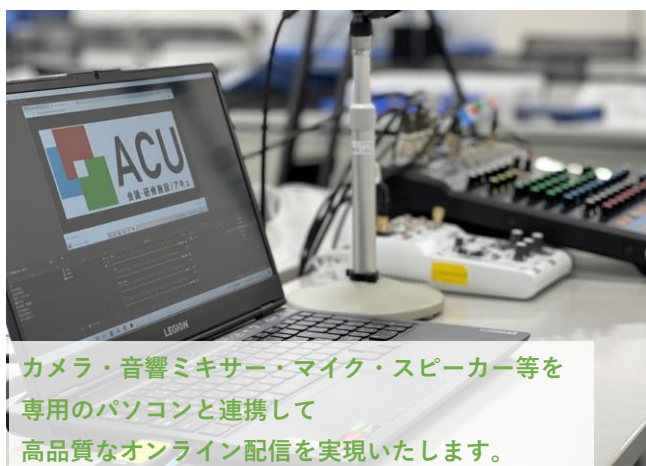 ACU
会議・研修施設/アキュ
LEGION
カメラ・音響ミキサー・マイク・スピーカー等を
専用のパソコンと連携して
高品質なオンライン配信を実現いたします。